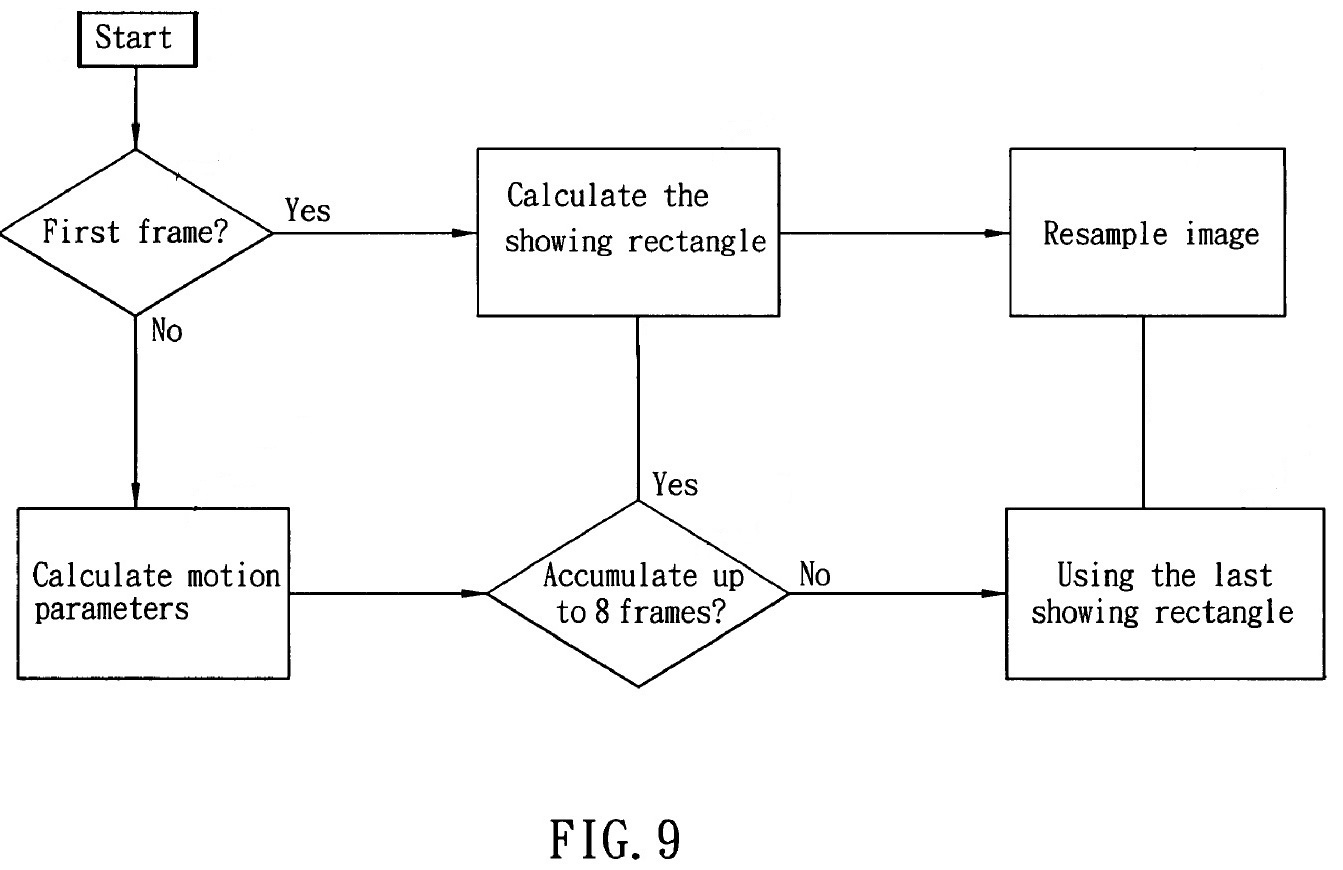 Start
First frame?
Yes
No
Calculate the
showing rectangle
Resample image
Calculate motion
parameters
Accumulate up
to 8 frames?
Yes
No
Using the last
showing rectangle
FIG. 9